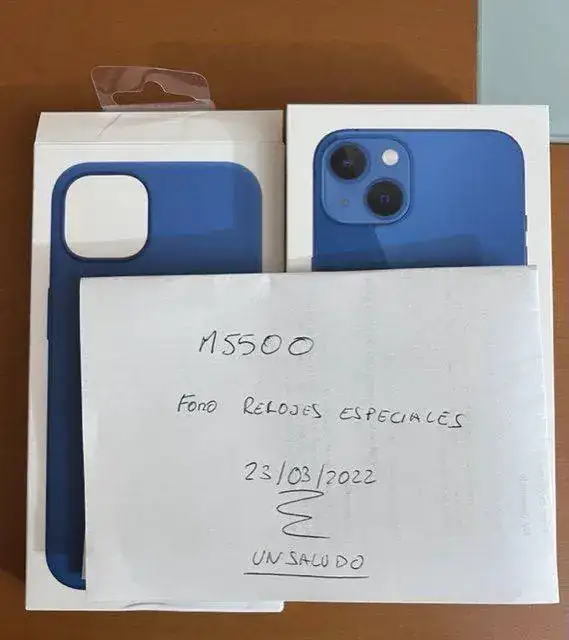 M5500
FORO RELOJES ESPECIALES
23/03/2022
UN SALUDO